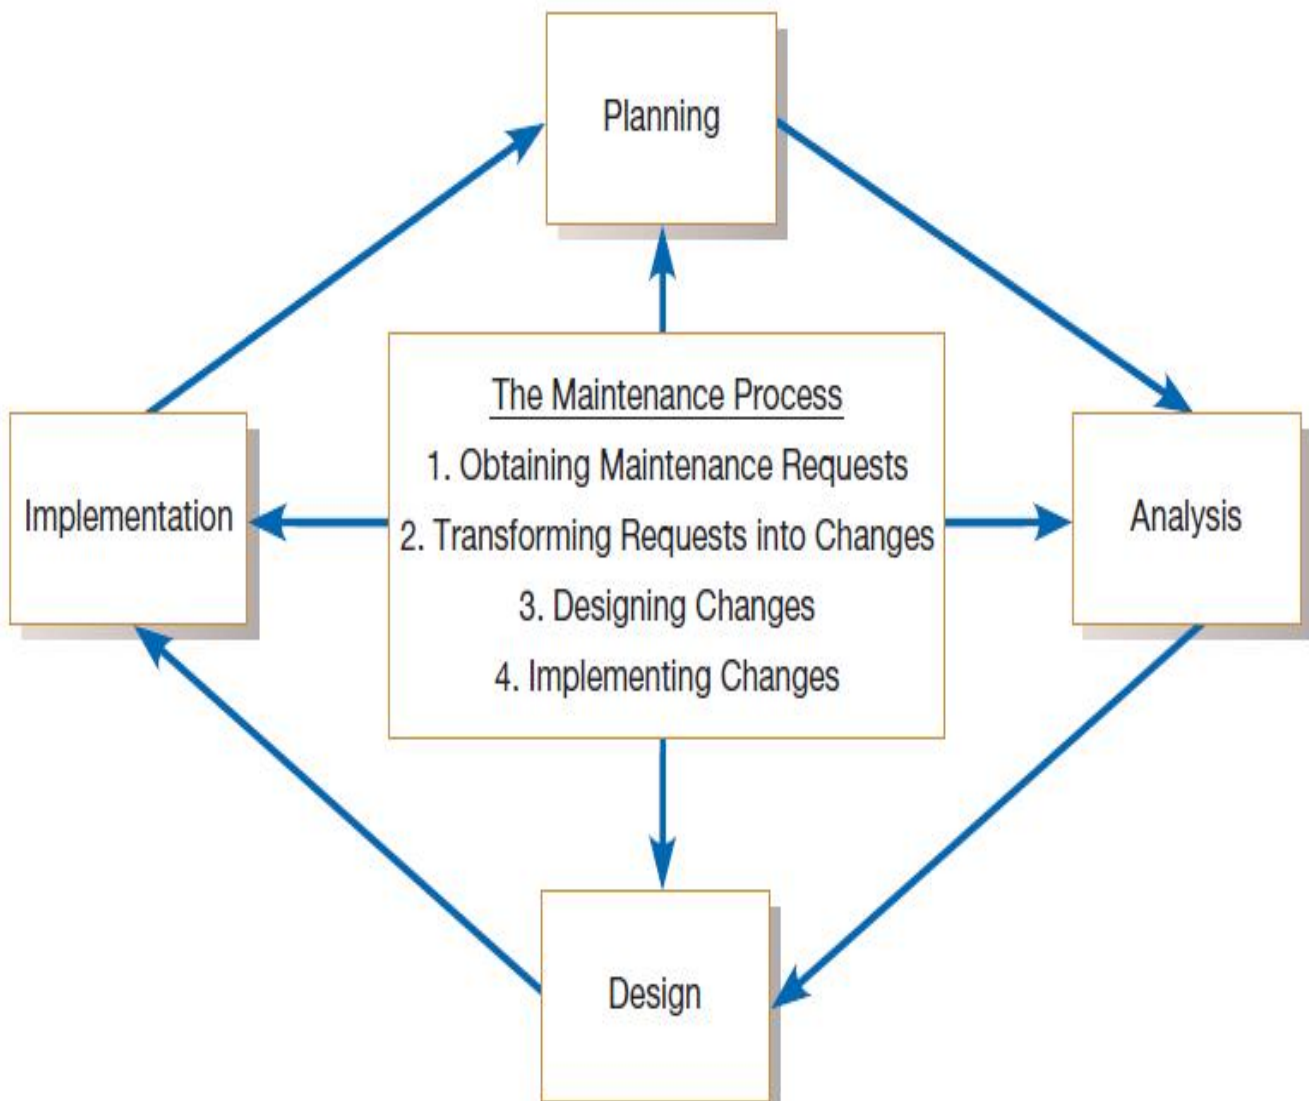 Planning
The Maintenance Process
1. Obtaining Maintenance Requests
2. Transforming Requests into Changes
3. Designing Changes
4. Implementing Changes
Implementation
Analysis
Design